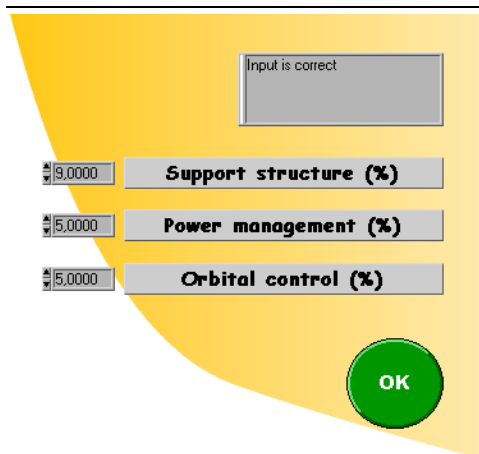 Input is correct
9,0000 Support structure (%)
5,0000 Power management (%)
5,0000 Orbital control (%)
OK